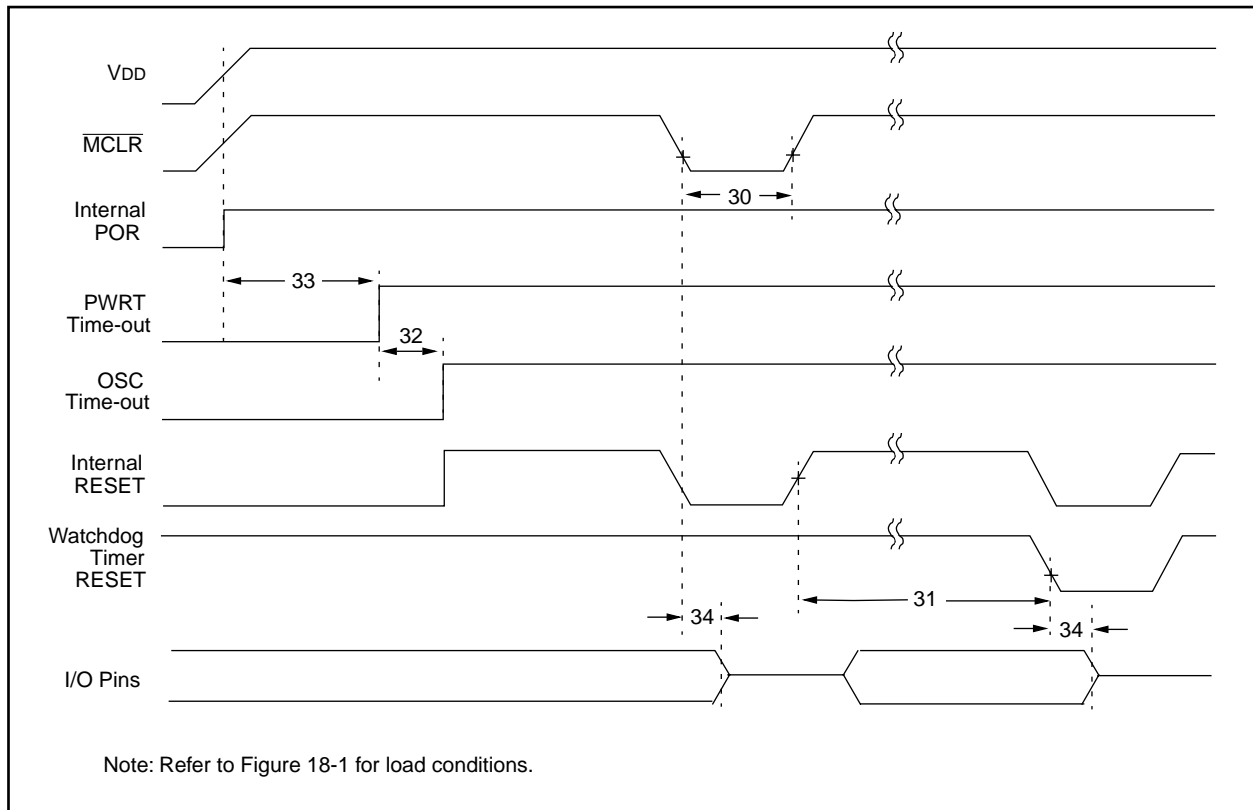 VDD
MCLR
30
Internal
POR
33
PWRT
Time-out
32
OSC
Time-out
Internal
RESET
Watchdog
Timer
RESET
31
34
34
I/O Pins
Note: Refer to Figure 18-1 for load conditions.